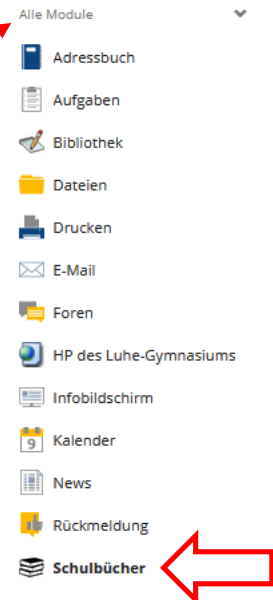 Alle Module
Adressbuch
Aufgaben
Bibliothek
Dateien
Drucken
E-Mail
Foren
HP des Luhe-Gymnasiums
Infobildschirm
9
Kalender
News
Rückmeldung
Schulbücher